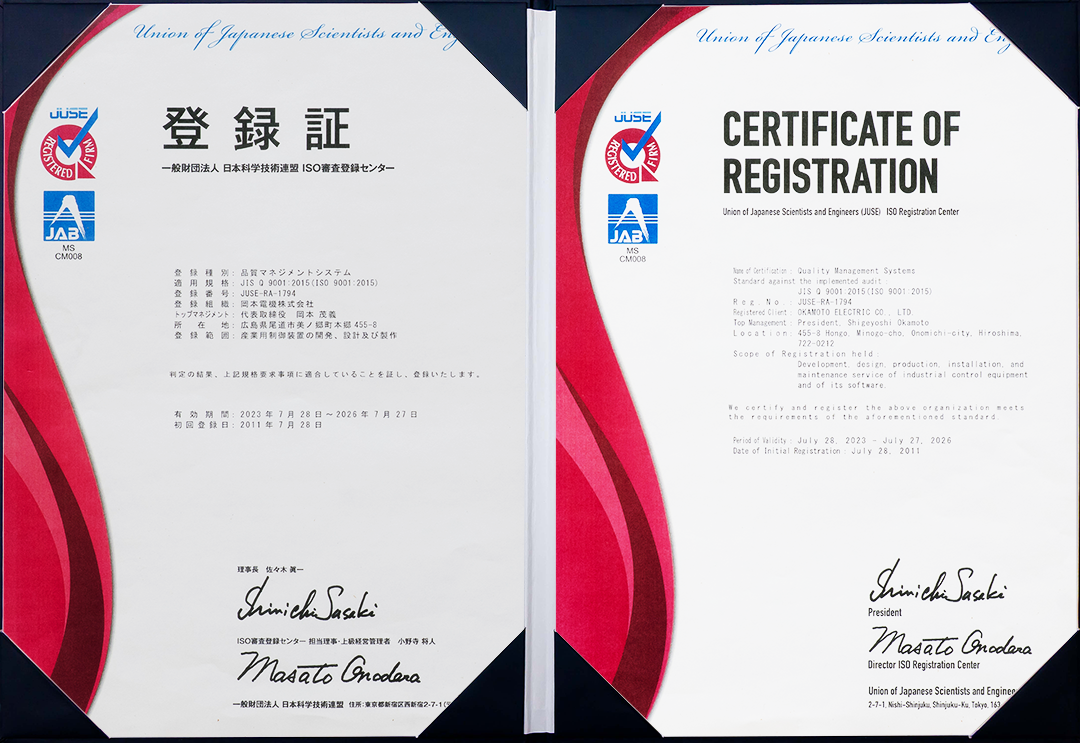 Union of Japanese Scientists and Eng
JUSE
REGISTERED FIRM
JAB
MS
CM008
登録証
一般財団法人 日本科学技術連盟 ISO審査登録センター
登録種別: 品質マネジメントシステム
適用規格: JIS Q 9001:2015(ISO 9001:2015)
登録番号: JUSE-RA-1794
登録組織: 岡本電機株式会社
トップマネジメント: 代表取締役 岡本 茂義
所在地: 広島県尾道市美ノ郷町本郷 455-8
登録範囲: 産業用制御装置の開発、設計及び製作
判定の結果、上記規格要求事項に適合していることを証し、登録いたします。
有効期間: 2023年7月28日～2026年7月27日
初回登録日: 2011年7月28日
理事長 佐々木 眞一
Shinichi Sasaki
ISO審査登録センター 担当理事・上級経営管理者 小野寺 将人
Masato Onodera
一般財団法人 日本科学技術連盟 住所:東京都新宿区西新宿2-7-1
Union of Japanese Scientists and En
JUSE
REGISTERED FIRM
JAB
MS
CM008
CERTIFICATE OF
REGISTRATION
Union of Japanese Scientists and Engineers (JUSE) ISO Registration Center
Name of Certification: Quality Management Systems
Standard against the implemented audit:
JIS Q 9001:2015(ISO 9001:2015)
Reg. No.: JUSE-RA-1794
Registered Client: OKAMOTO ELECTRIC CO., LTD.
Top Management: President, Shigeyoshi Okamoto
Location: 455-8 Hongo, Minogo-cho, Onomichi-city, Hiroshima,
722-0212
Scope of Registration held:
Development, design, production, installation, and
maintenance service of industrial control equipment
and of its software.
We certify and register the above organization meets
the requirements of the aforementioned standard.
Period of Validity: July 28, 2023 - July 27, 2026
Date of Initial Registration: July 28, 2011
Shinichi Sasaki
President
Masato Onodera
Director ISO Registration Center
Union of Japanese Scientists and Enginee
2-7-1, Nishi-Shinjuku, Shinjuku-Ku, Tokyo, 163